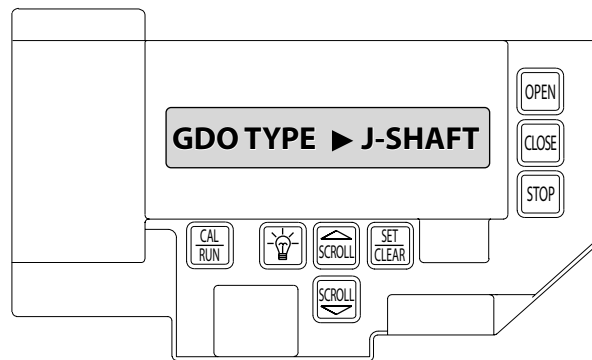 GDO TYPE ► J-SHAFT
OPEN
CLOSE
STOP
CAL
RUN
SCROLL
SET
CLEAR
SCROLL